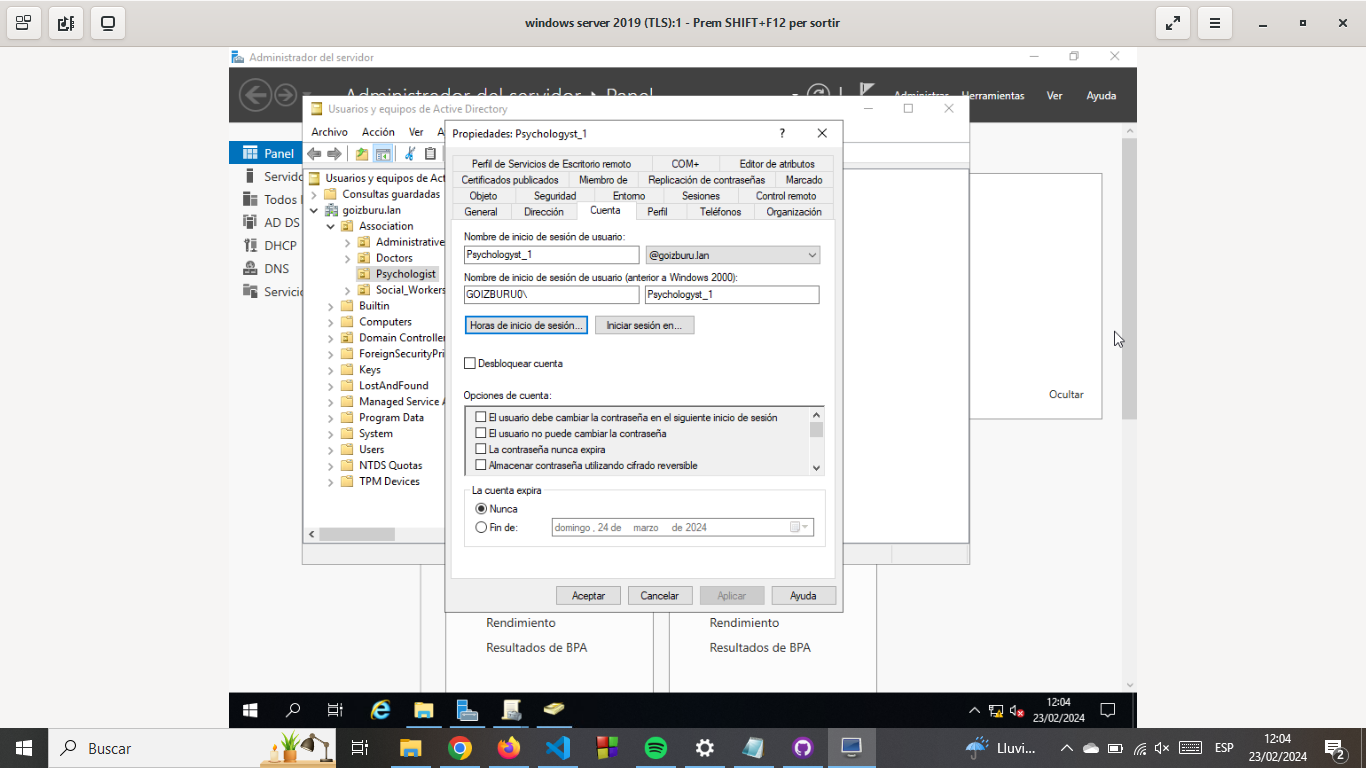 windows server 2019 (TLS):1 - Prem SHIFT+F12 per sortir
Administrador del servidor
Administrador del servidor ▸ Panel
Administrar Herramientas Ver Ayuda
Usuarios y equipos de Active Directory
Archivo Acción Ver
Panel
AD DS
DHCP
DNS
Usuarios y equipos de Act
Consultas guardadas
goizburu.lan
Association
Administrative
Doctors
Psychologist
Social_Workers
Builtin
Computers
Domain Controller
ForeignSecurityPri
Keys
LostAndFound
Managed Service A
Program Data
System
Users
NTDS Quotas
TPM Devices
Propiedades: Psychologyst_1 ?
Perfil de Servicios de Escritorio remoto COM+ Editor de atributos
Certificados publicados Miembro de Replicación de contraseñas Marcado
Objeto Seguridad Entorno Sesiones Control remoto
General Dirección Cuenta Perfil Teléfonos Organización
Nombre de inicio de sesión de usuario:
Psychologyst_1 @goizburu.lan
Nombre de inicio de sesión de usuario (anterior a Windows 2000):
GOIZBURU0\ Psychologyst_1
Horas de inicio de sesión... Iniciar sesión en...
Desbloquear cuenta
Opciones de cuenta:
El usuario debe cambiar la contraseña en el siguiente inicio de sesión
El usuario no puede cambiar la contraseña
La contraseña nunca expira
Almacenar contraseña utilizando cifrado reversible
La cuenta expira
Nunca
Fin de: domingo , 24 de marzo de 2024
Aceptar Cancelar Aplicar Ayuda
Ocultar
Rendimiento Rendimiento
Resultados de BPA Resultados de BPA
12:04
23/02/2024
Buscar
Lluvi...
ESP
12:04
23/02/2024
2